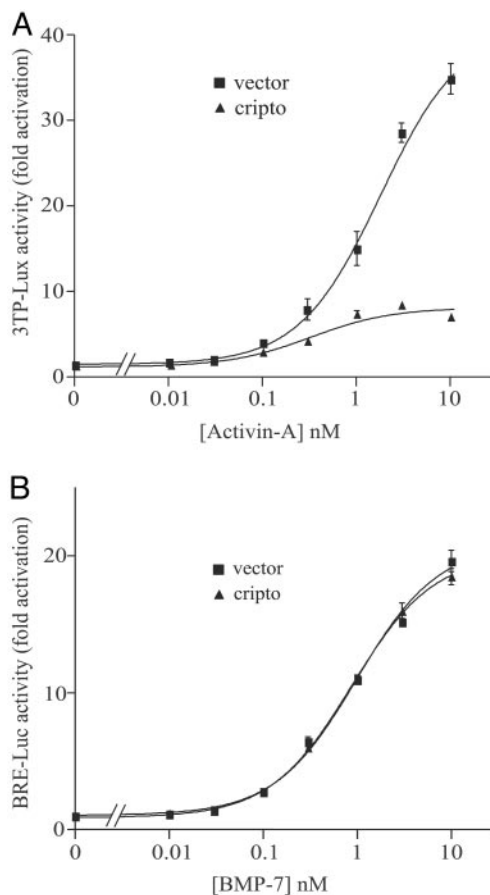 A
3TP-Lux activity (fold activation)
40
30
20
10
0
vector
cripto
0
0.01
0.1
1
10
[Activin-A] nM
B
BRE-Luc activity (fold activation)
20
10
0
vector
cripto
0
0.01
0.1
1
10
[BMP-7] nM